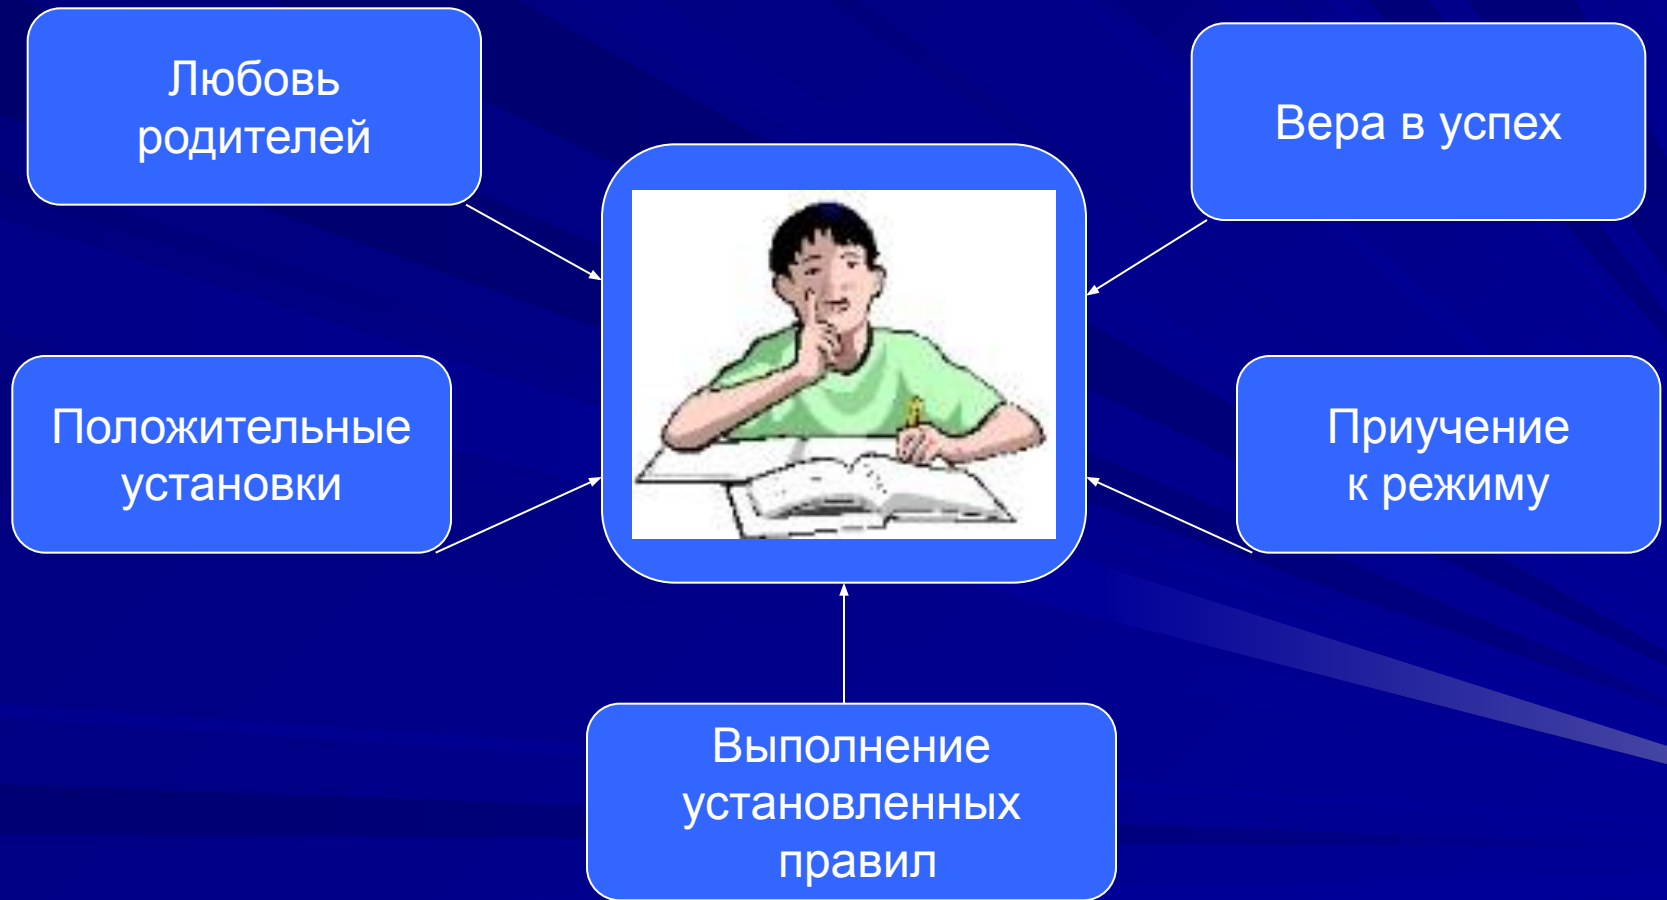 Любовь
родителей
Вера в успех
Положительные
установки
Приучение
к режиму
Выполнение
установленных
правил